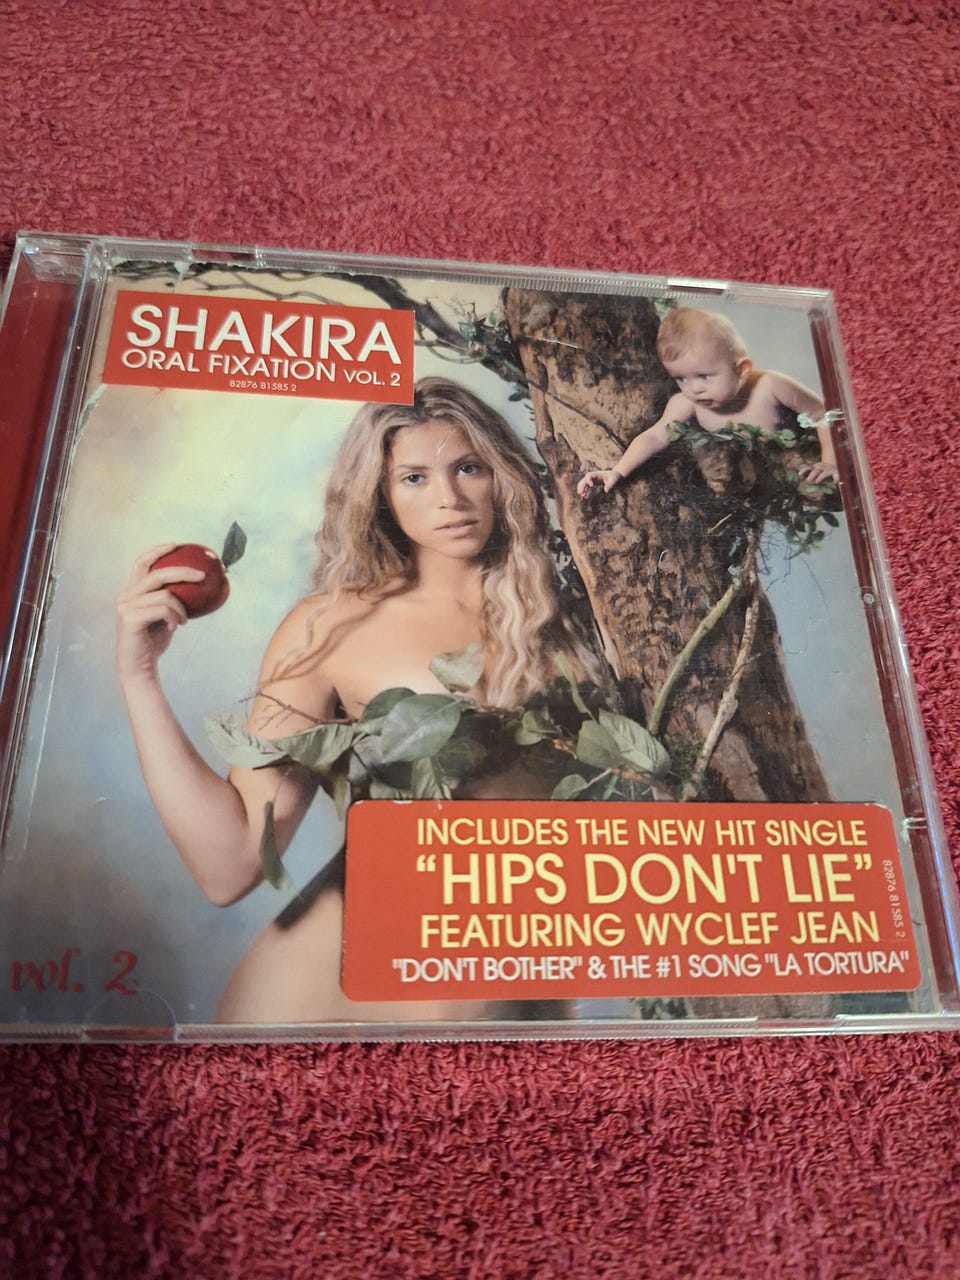 SHAKIRA
ORAL FIXATION VOL. 2
82876 81585 2
INCLUDES THE NEW HIT SINGLE
“HIPS DON'T LIE”
FEATURING WYCLEF JEAN
"DON'T BOTHER" & THE #1 SONG "LA TORTURA"
82876 81585 2
vol. 2